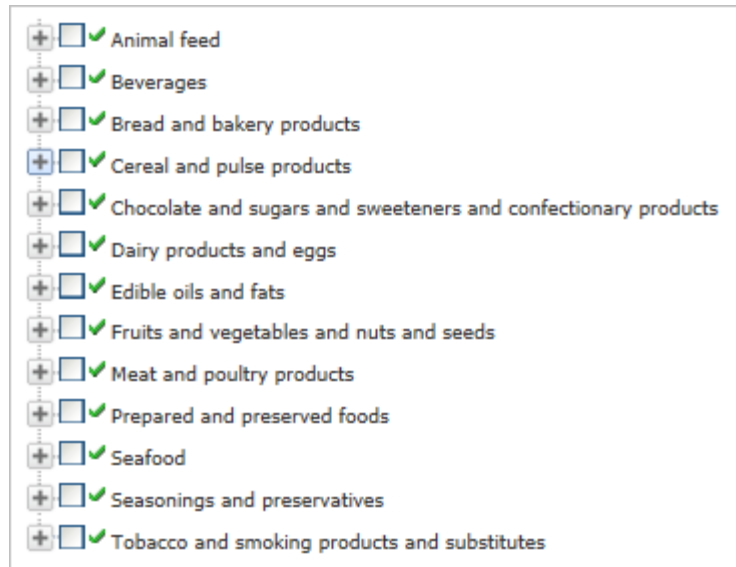 Animal feed
Beverages
Bread and bakery products
Cereal and pulse products
Chocolate and sugars and sweeteners and confectionary products
Dairy products and eggs
Edible oils and fats
Fruits and vegetables and nuts and seeds
Meat and poultry products
Prepared and preserved foods
Seafood
Seasonings and preservatives
Tobacco and smoking products and substitutes